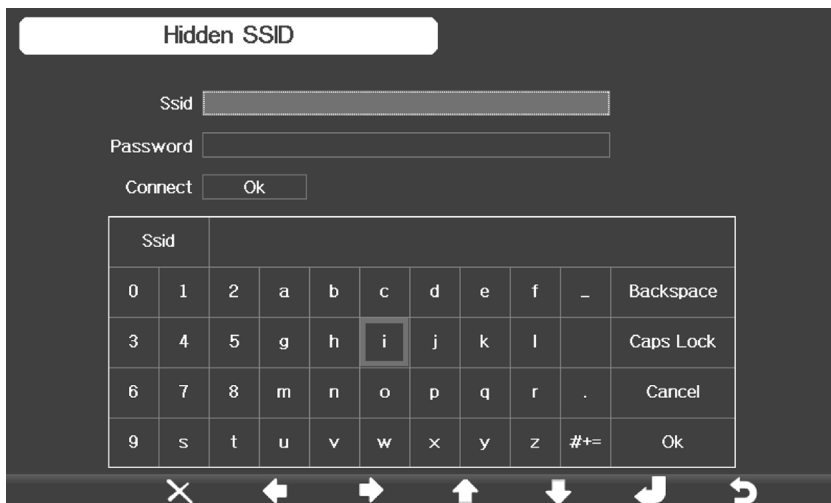 Hidden SSID
Ssid
Password
Connect Ok
Ssid
0 1 2 a b c d e f _ Backspace
3 4 5 g h i j k l Caps Lock
6 7 8 m n o p q r . Cancel
9 s t u v w x y z #+= Ok